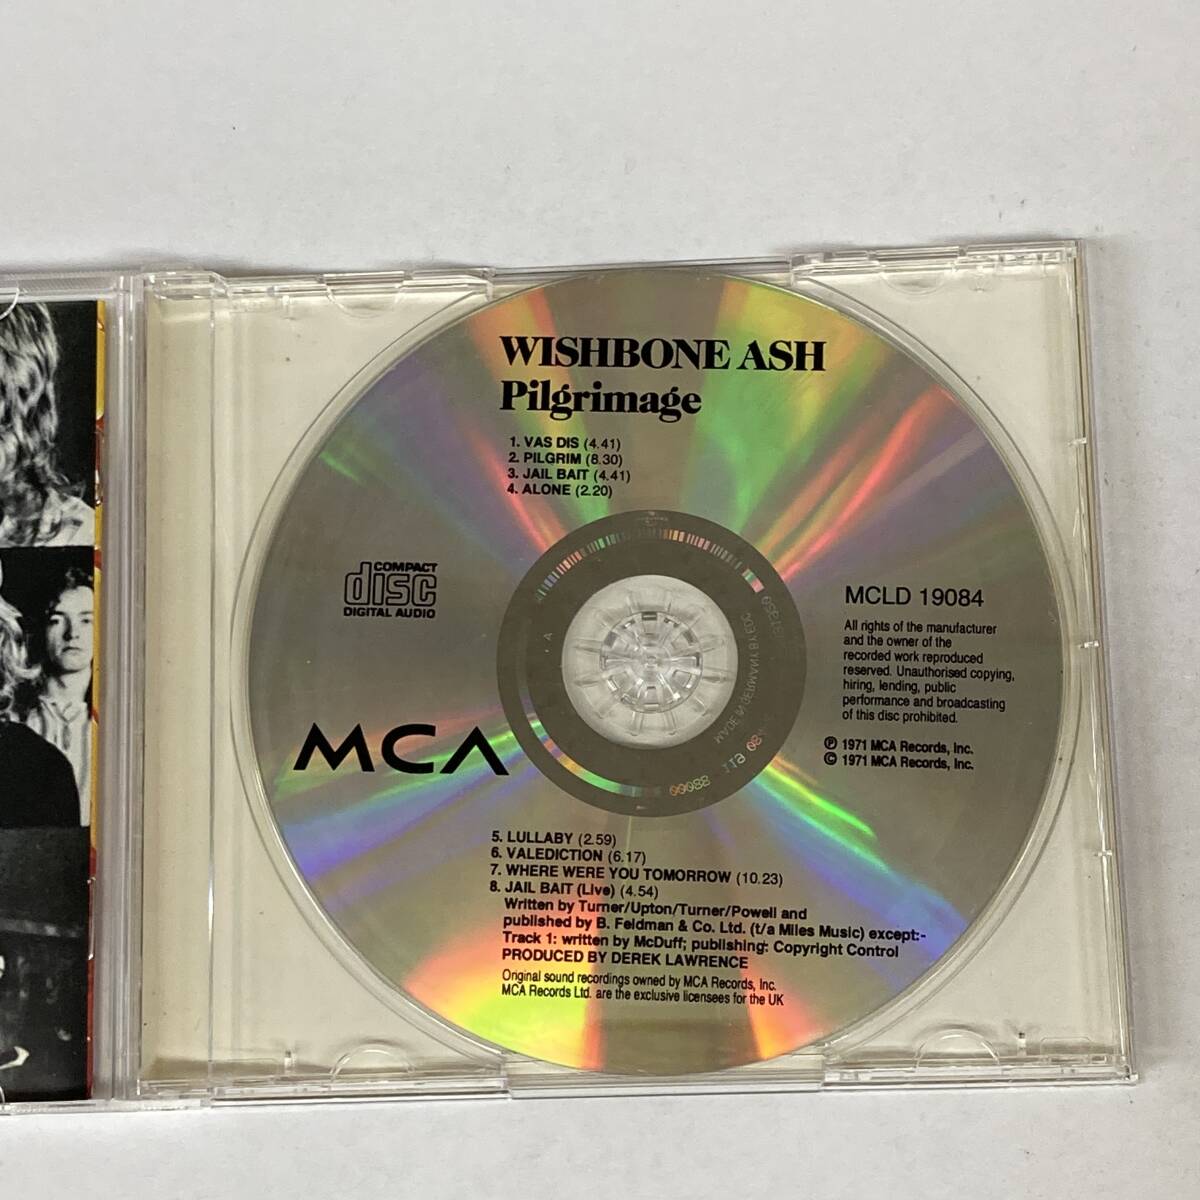 WISHBONE ASH
Pilgrimage
1. VAS DIS (4.41)
2. PILGRIM (8.30)
3. JAIL BAIT (4.41)
4. ALONE (2.20)
COMPACT
disc
DIGITAL AUDIO
MCA
MCLD 19084
All rights of the manufacturer
and the owner of the
recorded work reproduced
reserved. Unauthorised copying,
hiring, lending, public
performance and broadcasting
of this disc prohibited.
℗ 1971 MCA Records, Inc.
© 1971 MCA Records, Inc.
MADE IN GERMANY BY EDC
5. LULLABY (2.59)
6. VALEDICTION (6.17)
7. WHERE WERE YOU TOMORROW (10.23)
8. JAIL BAIT (Live) (4.54)
Written by Turner/Upton/Turner/Powell and
published by B. Feldman & Co. Ltd. (t/a Miles Music) except:-
Track 1: written by McDuff; publishing: Copyright Control
PRODUCED BY DEREK LAWRENCE
Original sound recordings owned by MCA Records, Inc.
MCA Records Ltd. are the exclusive licensees for the UK